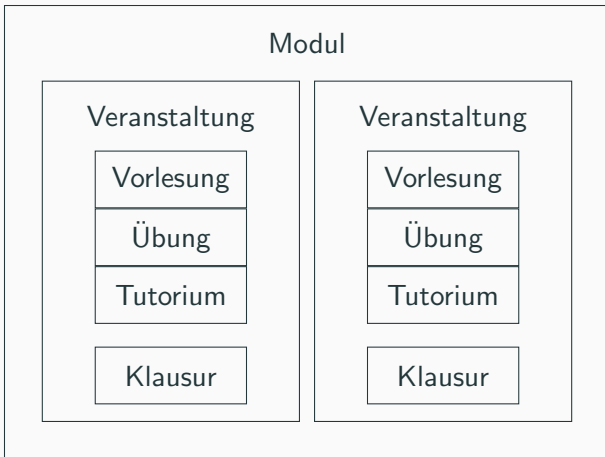 Modul
Veranstaltung
Vorlesung
Übung
Tutorium
Klausur
Veranstaltung
Vorlesung
Übung
Tutorium
Klausur